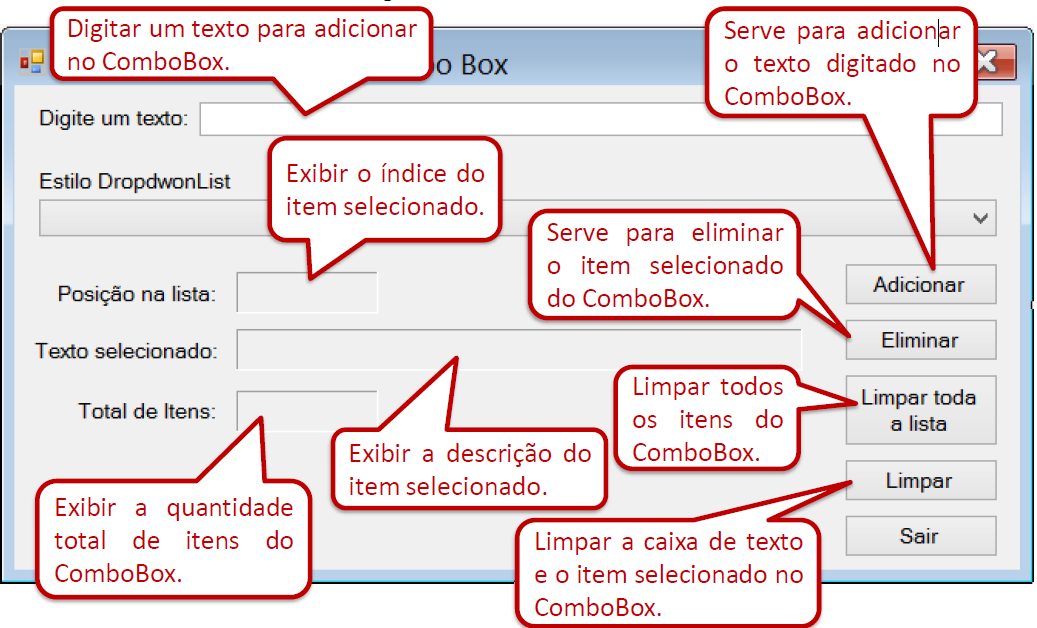 Digitar um texto para adicionar
no ComboBox.
Serve para adicionar
o texto digitado no
ComboBox.
Box
Digite um texto:
Estilo DropdwonList
Exibir o índice do
item selecionado.
Serve para eliminar
o item selecionado
do ComboBox.
Posição na lista:
Adicionar
Texto selecionado:
Eliminar
Total de Itens:
Limpar todos
os itens do
ComboBox.
Limpar toda
a lista
Exibir a descrição do
item selecionado.
Limpar
Exibir a quantidade
total de itens do
ComboBox.
Limpar a caixa de texto
e o item selecionado no
ComboBox.
Sair